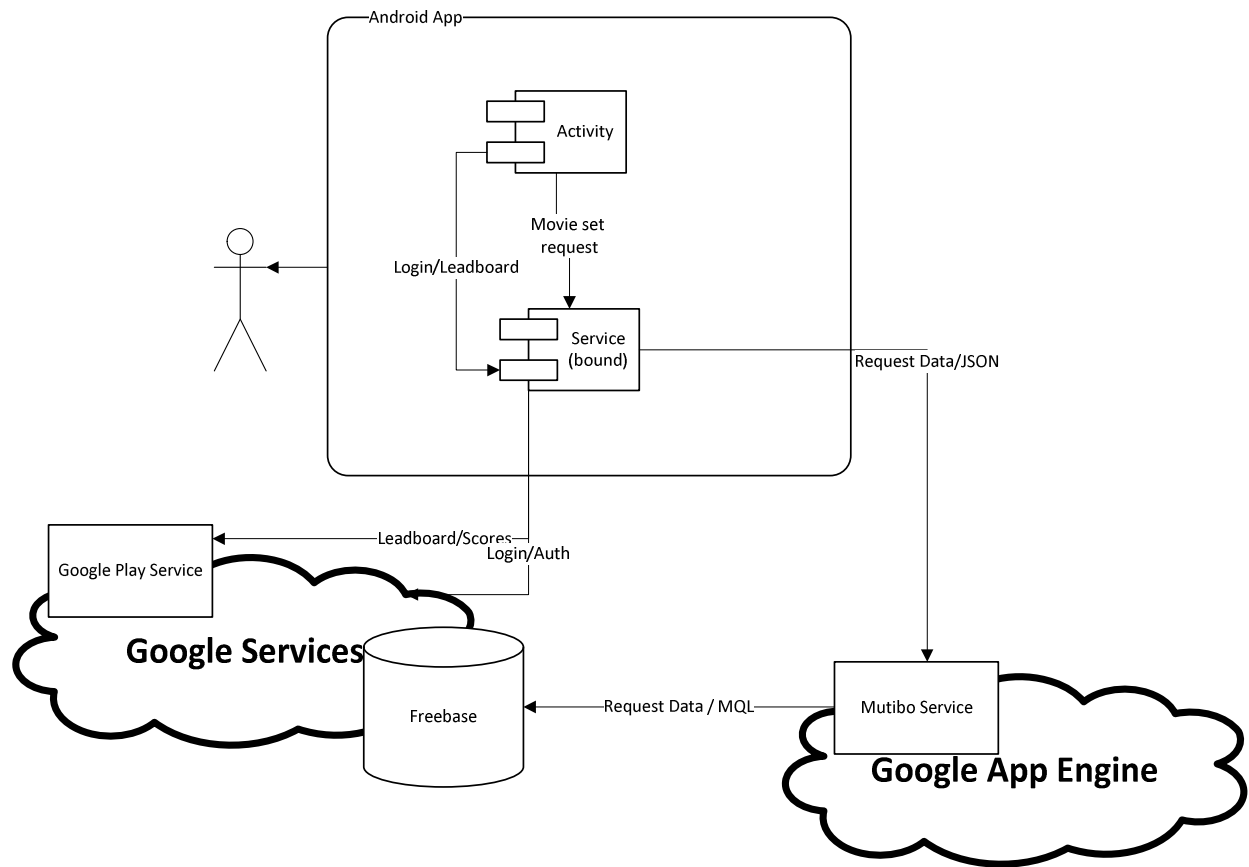 Android App
Activity
Movie set
request
Login/Leadboard
Service
(bound)
Request Data/JSON
Leadboard/Scores
Login/Auth
Google Play Service
Google Services
Freebase
Request Data / MQL
Mutibo Service
Google App Engine